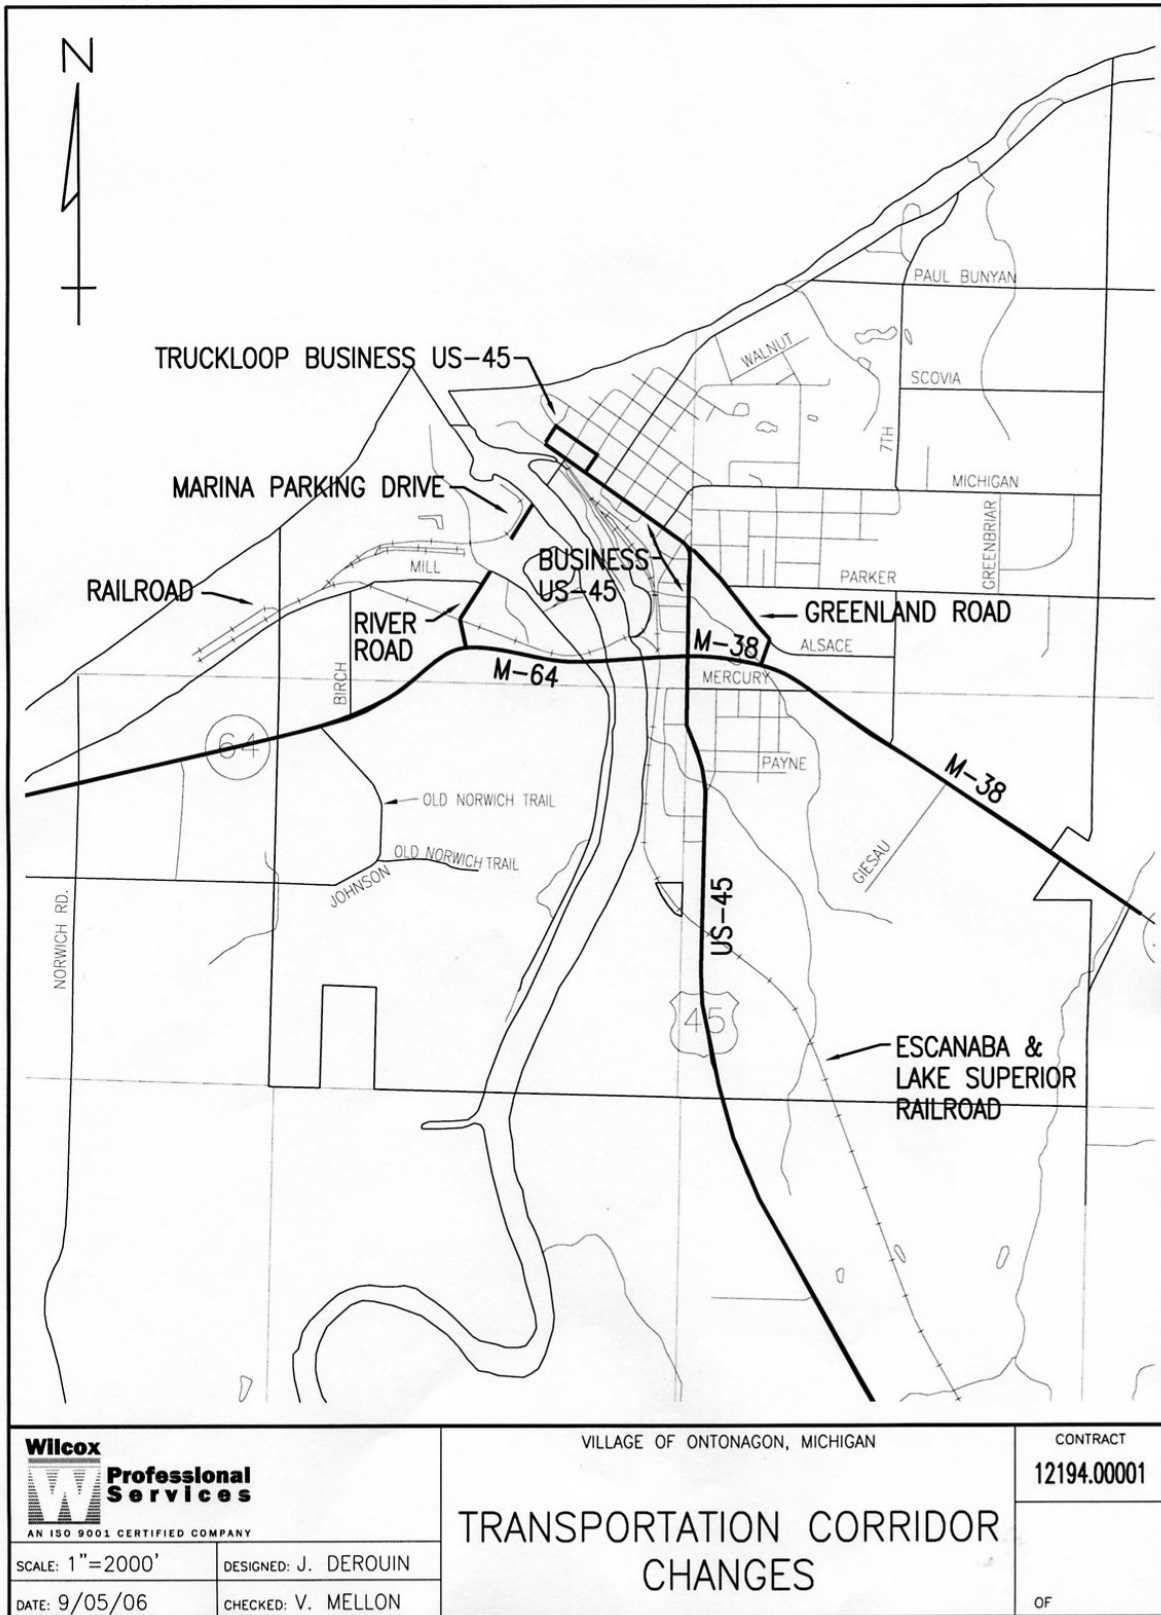 N
PAUL BUNYAN
WALNUT
TRUCKLOOP BUSINESS US-45
SCOVIA
7TH
MICHIGAN
MARINA PARKING DRIVE
GREENBRIAR
MILL
BUSINESS
US-45
PARKER
RAILROAD
GREENLAND ROAD
RIVER
ROAD
M-38
ALSACE
M-64
MERCURY
BIRCH
64
PAYNE
M-38
OLD NORWICH TRAIL
OLD NORWICH TRAIL
JOHNSON
GIESAU
NORWICH RD.
US-45
45
ESCANABA &
LAKE SUPERIOR
RAILROAD
Wilcox
Professional
Services
AN ISO 9001 CERTIFIED COMPANY
SCALE: 1"=2000'
DESIGNED: J. DEROUIN
DATE: 9/05/06
CHECKED: V. MELLON
VILLAGE OF ONTONAGON, MICHIGAN
TRANSPORTATION CORRIDOR
CHANGES
CONTRACT
12194.00001
OF